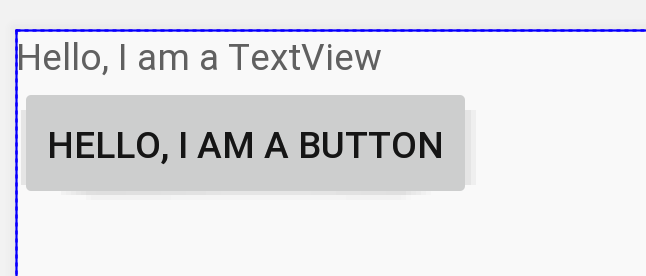 Hello, I am a TextView
HELLO, I AM A BUTTON